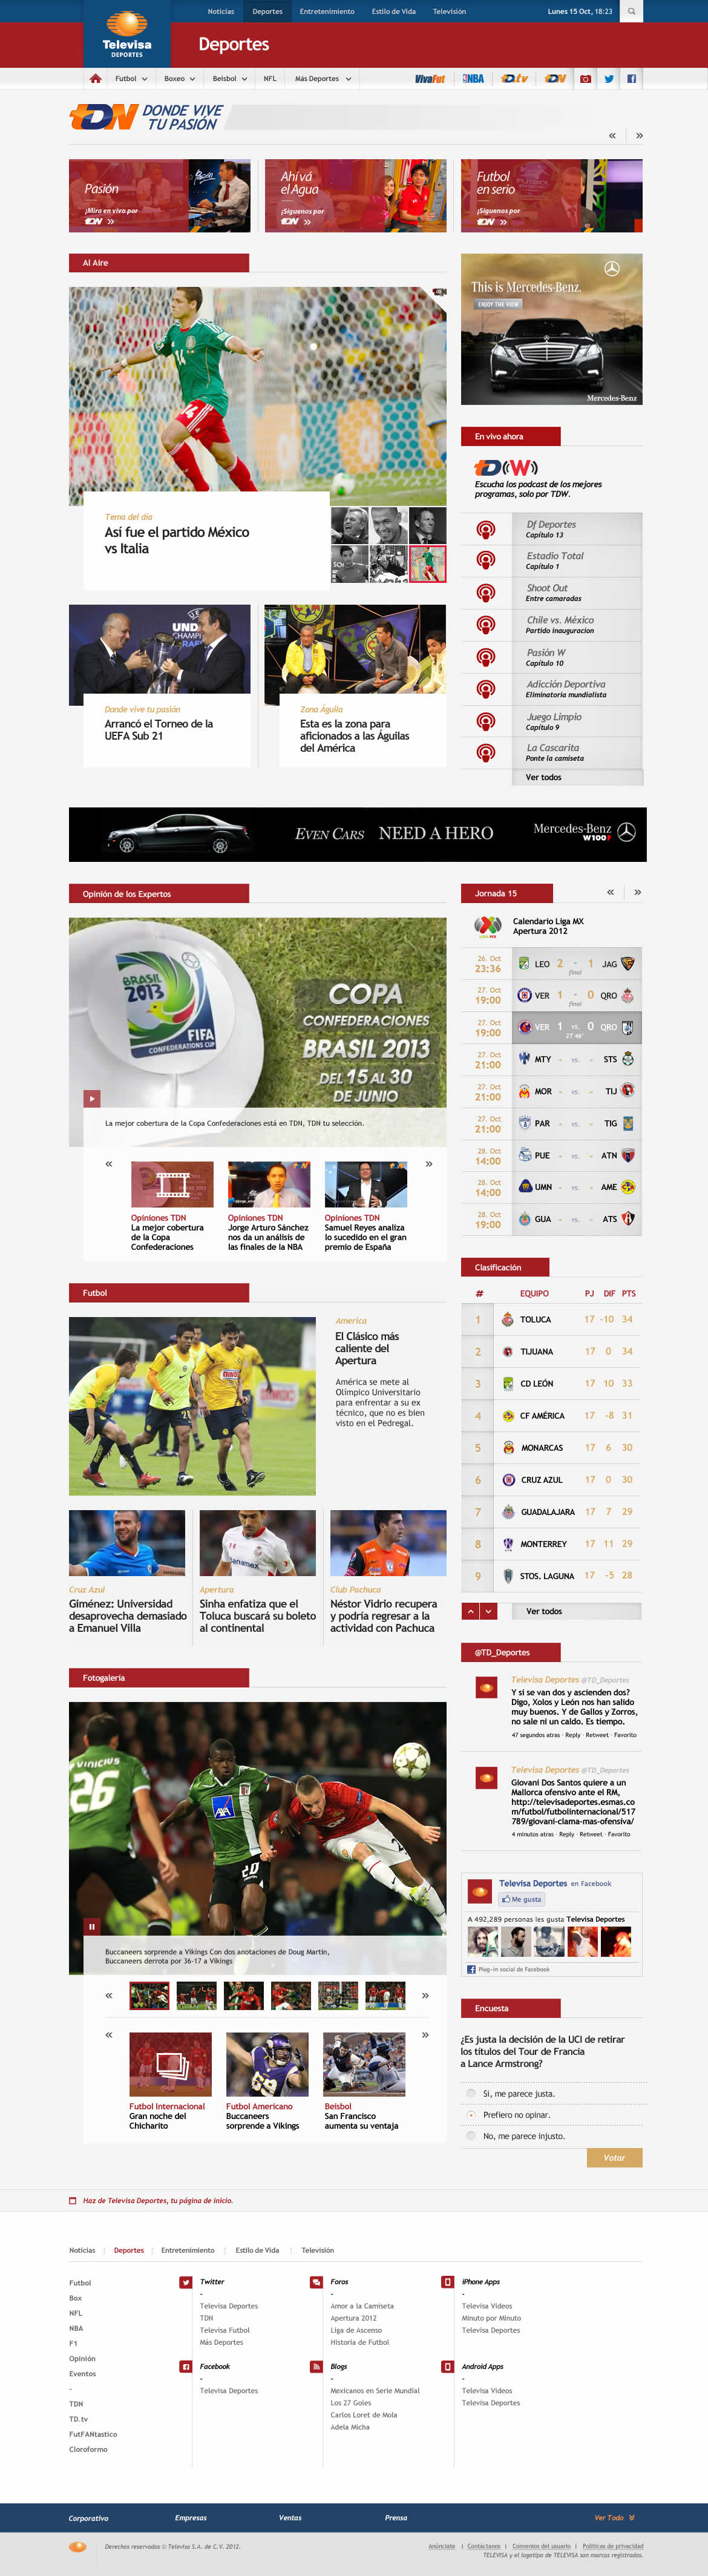 Noticias Deportes Entretenimiento Estilo de Vida Televisión Lunes 15 Oct, 18:23
Televisa
DEPORTES
Deportes
Futbol Boxeo Beisbol NFL Más Deportes VivaFut NBA TDtv TDN
TDN DONDE VIVE
TU PASIÓN
Pasión
¡Mira en vivo por
TDN
Ahí va
el Agua
¡Síguenos por
TDN
Futbol
en serio
¡Síguenos por
TDN
Al Aire
Tema del día
Así fue el partido México
vs Italia
Donde vive tu pasión
Arrancó el Torneo de la
UEFA Sub 21
Zona Águila
Esta es la zona para
aficionados a las Águilas
del América
This is Mercedes-Benz.
ENJOY THE VIEW
Mercedes-Benz
En vivo ahora
TD(W)
Escucha los podcast de los mejores
programas, solo por TDW.
Df Deportes
Capítulo 13
Estadio Total
Capítulo 1
Shoot Out
Entre camaradas
Chile vs. México
Partido inauguracion
Pasión W
Capítulo 10
Adicción Deportiva
Eliminatoria mundialista
Juego Limpio
Capítulo 9
La Cascarita
Ponte la camiseta
Ver todos
EVEN CARS NEED A HERO
Mercedes-Benz
W100F
Opinión de los Expertos
BRASIL
2013
FIFA
CONFEDERATIONS CUP
COPA
CONFEDERACIONES
BRASIL 2013
DEL 15 AL 30
DE JUNIO
La mejor cobertura de la Copa Confederaciones está en TDN, TDN tu selección.
Opiniones TDN
La mejor cobertura
de la Copa
Confederaciones
Opiniones TDN
Jorge Arturo Sánchez
nos da un análisis de
las finales de la NBA
Opiniones TDN
Samuel Reyes analiza
lo sucedido en el gran
premio de España
Jornada 15
Calendario Liga MX
Apertura 2012
26. Oct
23:36 LEO 2 - 1 JAG
final
27. Oct
19:00 VER 1 - 0 QRO
final
27. Oct
19:00 VER 1 vs. 0 QRO
27' 46"
27. Oct
21:00 MTY - vs. - STS
27. Oct
21:00 MOR - vs. - TIJ
27. Oct
21:00 PAR - vs. - TIG
28. Oct
14:00 PUE - vs. - ATN
28. Oct
14:00 UMN - vs. - AME
28. Oct
19:00 GUA - vs. - ATS
Clasificación
# EQUIPO PJ DIF PTS
1 TOLUCA 17 -10 34
2 TIJUANA 17 0 34
3 CD LEÓN 17 10 33
4 CF AMÉRICA 17 -8 31
5 MONARCAS 17 6 30
6 CRUZ AZUL 17 0 30
7 GUADALAJARA 17 7 29
8 MONTERREY 17 11 29
9 STOS. LAGUNA 17 -5 28
Ver todos
Futbol
America
El Clásico más
caliente del
Apertura
América se mete al
Olímpico Universitario
para enfrentar a su ex
técnico, que no es bien
visto en el Pedregal.
Cruz Azul
Giménez: Universidad
desaprovecha demasiado
a Emanuel Villa
Apertura
Sinha enfatiza que el
Toluca buscará su boleto
al continental
Club Pachuca
Néstor Vidrio recupera
y podría regresar a la
actividad con Pachuca
Fotogalería
VINICIUS
26
AXA
20
Buccaneers sorprende a Vikings Con dos anotaciones de Doug Martin,
Buccaneers derrota por 36-17 a Vikings
Futbol Internacional
Gran noche del
Chicharito
Futbol Americano
Buccaneers
sorprende a Vikings
Beisbol
San Francisco
aumenta su ventaja
@TD_Deportes
Televisa Deportes @TD_Deportes
Y si se van dos y ascienden dos?
Digo, Xolos y León nos han salido
muy buenos. Y de Gallos y Zorros,
no sale ni un caldo. Es tiempo.
47 segundos atras · Reply · Retweet · Favorito
Televisa Deportes @TD_Deportes
Giovani Dos Santos quiere a un
Mallorca ofensivo ante el RM,
http://televisadeportes.esmas.co
m/futbol/futbolinternacional/517
789/giovani-clama-mas-ofensiva/
4 minutos atras · Reply · Retweet · Favorito
Televisa Deportes en Facebook
Me gusta
A 492,289 personas les gusta Televisa Deportes
Plug-in social de Facebook
Encuesta
¿Es justa la decisión de la UCI de retirar
los títulos del Tour de Francia
a Lance Armstrong?
Sí, me parece justa.
Prefiero no opinar.
No, me parece injusto.
Votar
Haz de Televisa Deportes, tu página de inicio.
Noticias Deportes Entretenimiento Estilo de Vida Televisión
Futbol
Box
NFL
NBA
F1
Opinión
Eventos
-
TDN
TD.tv
FutFANtastico
Cloroformo
Twitter
-
Televisa Deportes
TDN
Televisa Futbol
Más Deportes
Facebook
-
Televisa Deportes
Foros
-
Amor a la Camiseta
Apertura 2012
Liga de Ascenso
Historia de Futbol
Blogs
-
Mexicanos en Serie Mundial
Los 27 Goles
Carlos Loret de Mola
Adela Micha
iPhone Apps
-
Televisa Videos
Minuto por Minuto
Televisa Deportes
Android Apps
-
Televisa Videos
Televisa Deportes
Corporativo Empresas Ventas Prensa Ver Todo
Derechos reservados © Televisa S.A. de C.V. 2012.
Anúnciate | Contáctanos | Convenios del usuario | Políticas de privacidad
TELEVISA y el logotipo de TELEVISA son marcas registradas.